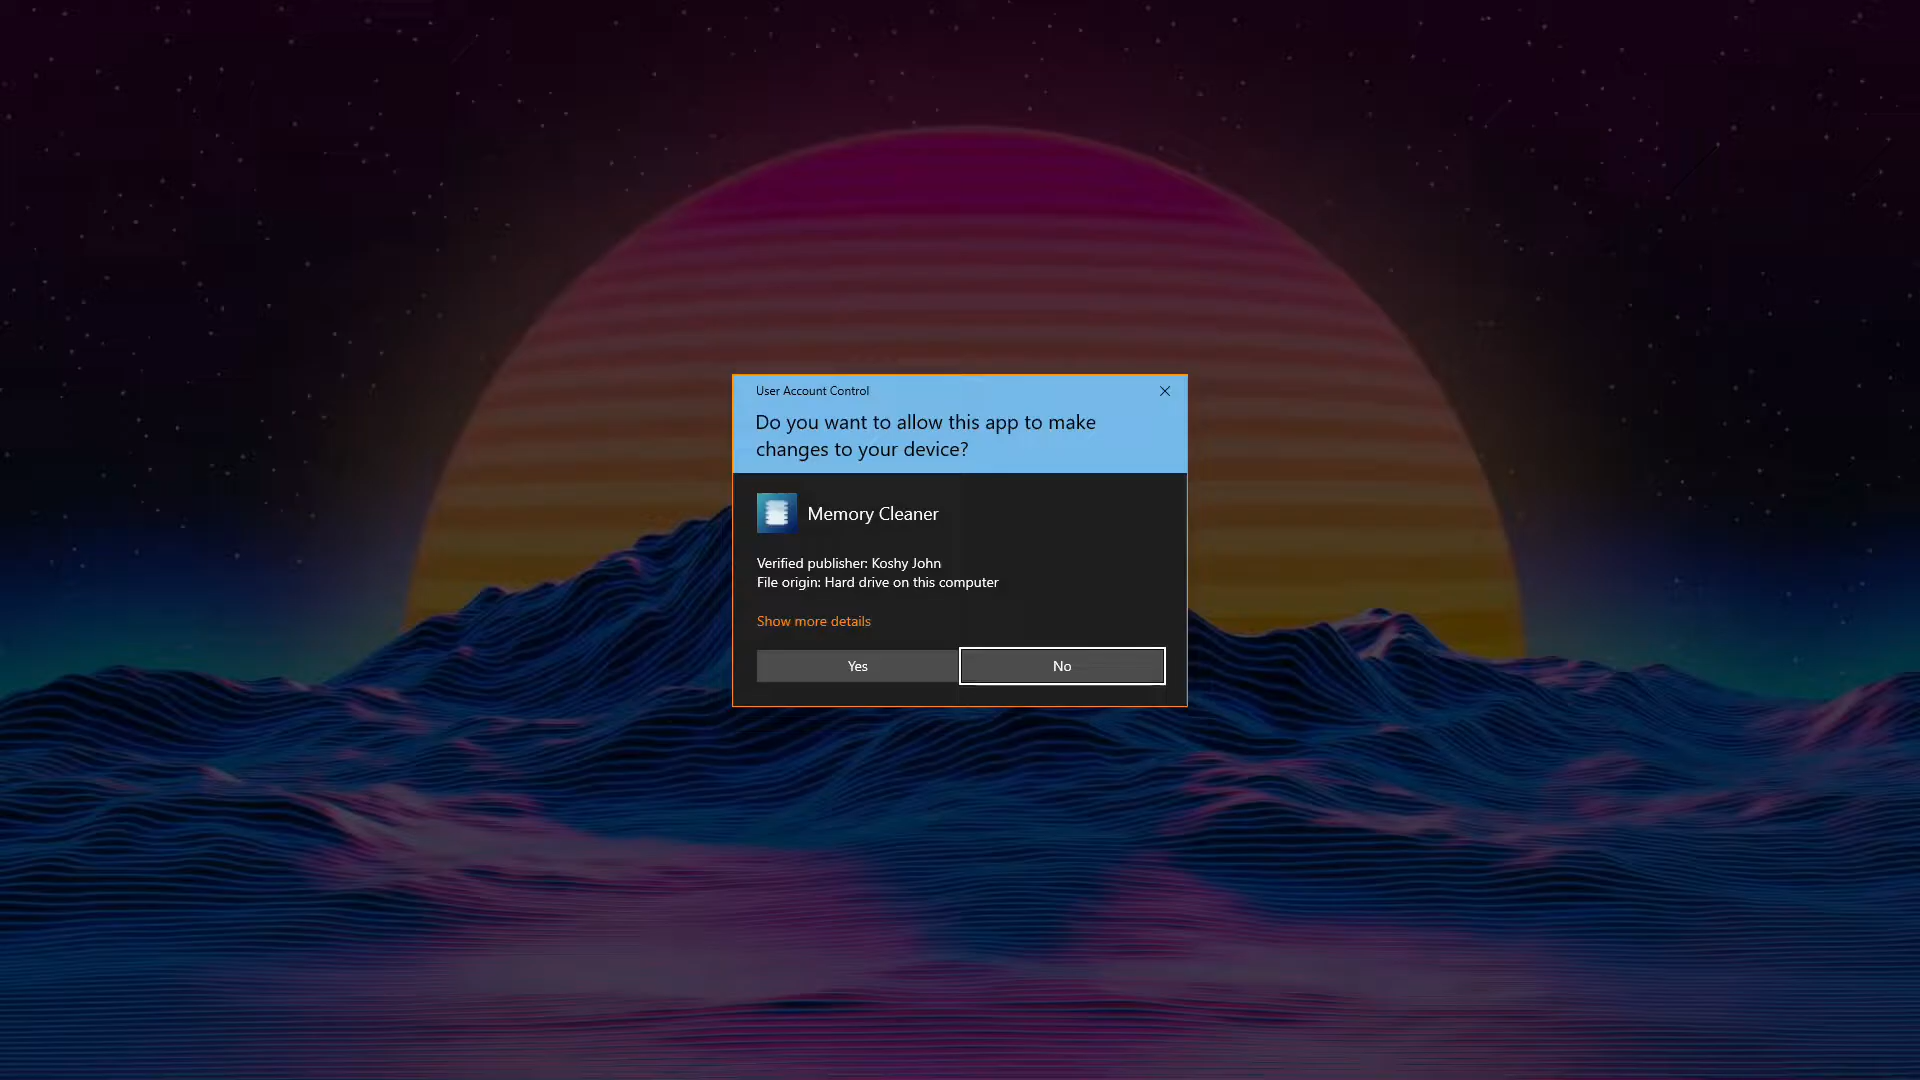 User Account Control
Do you want to allow this app to make
changes to your device?
Memory Cleaner
Verified publisher: Koshy John
File origin: Hard drive on this computer
Show more details
Yes
No